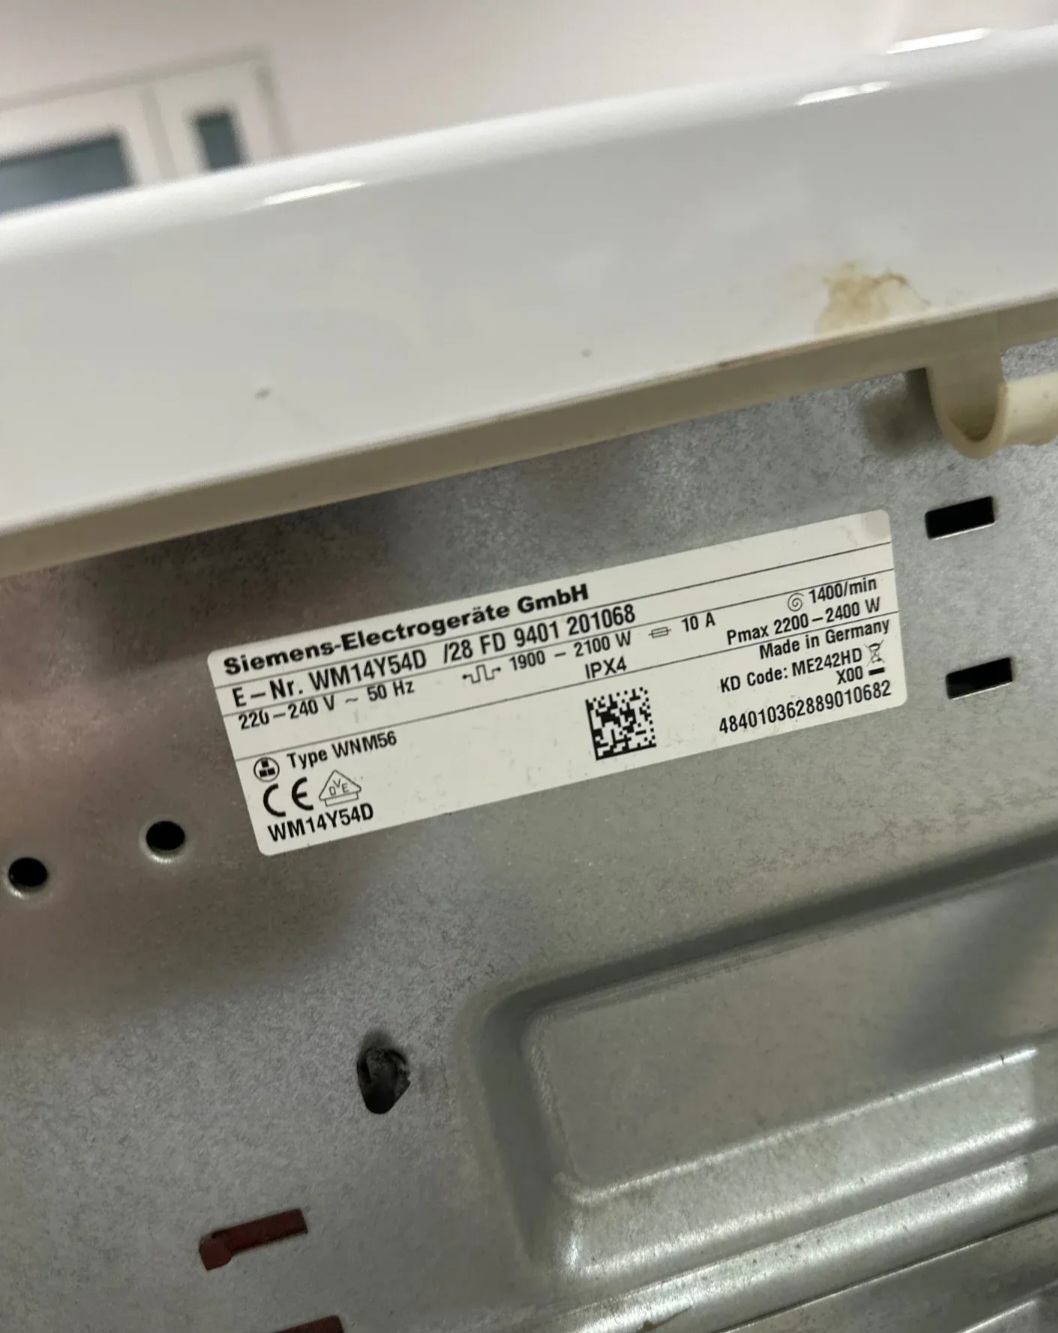 Siemens-Electrogeräte GmbH
E-Nr. WM14Y54D /28 FD 9401 201068
220-240 V ~ 50 Hz 1900 - 2100 W 10 A 1400/min
Pmax 2200-2400 W
IPX4 Made in Germany
Type WNM56 KD Code: ME242HD
X00
CE DVE 484010362889010682
WM14Y54D